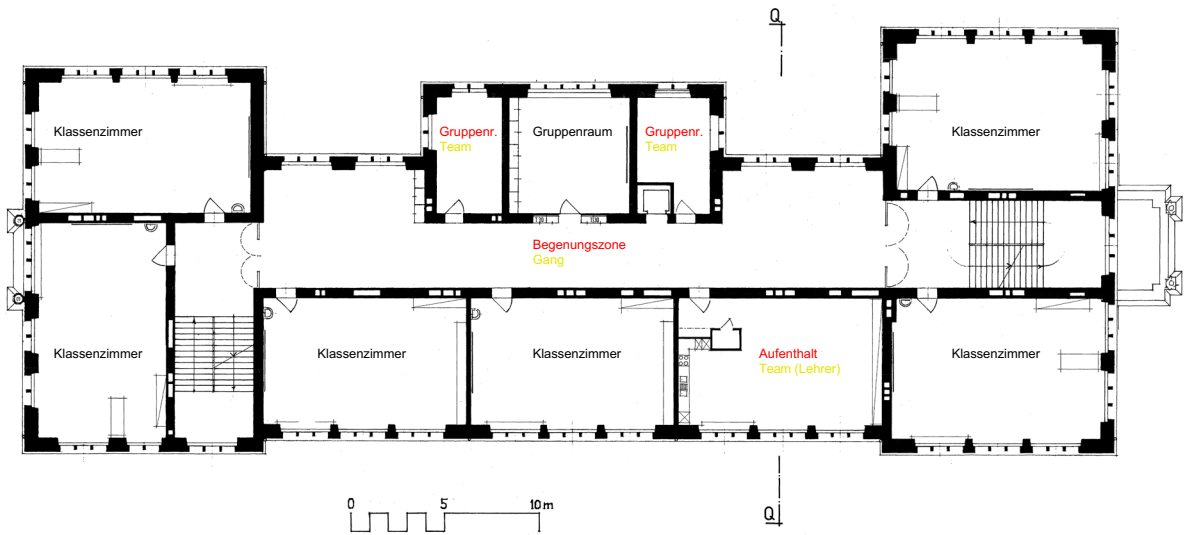 Q
Klassenzimmer
Gruppenr.
Team
Gruppenraum
Gruppenr.
Team
Klassenzimmer
Begenungszone
Gang
Klassenzimmer
Klassenzimmer
Klassenzimmer
Aufenthalt
Team (Lehrer)
Klassenzimmer
0 5 10 m
Q